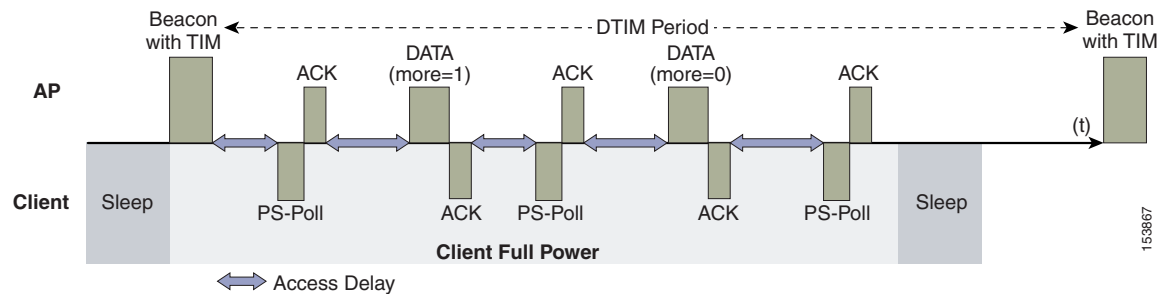 Beacon
with TIM
DTIM Period
Beacon
with TIM
ACK
DATA
(more=1)
ACK
DATA
(more=0)
ACK
AP
(t)
Client
Sleep
PS-Poll
ACK
PS-Poll
ACK
PS-Poll
Sleep
Client Full Power
Access Delay
153867